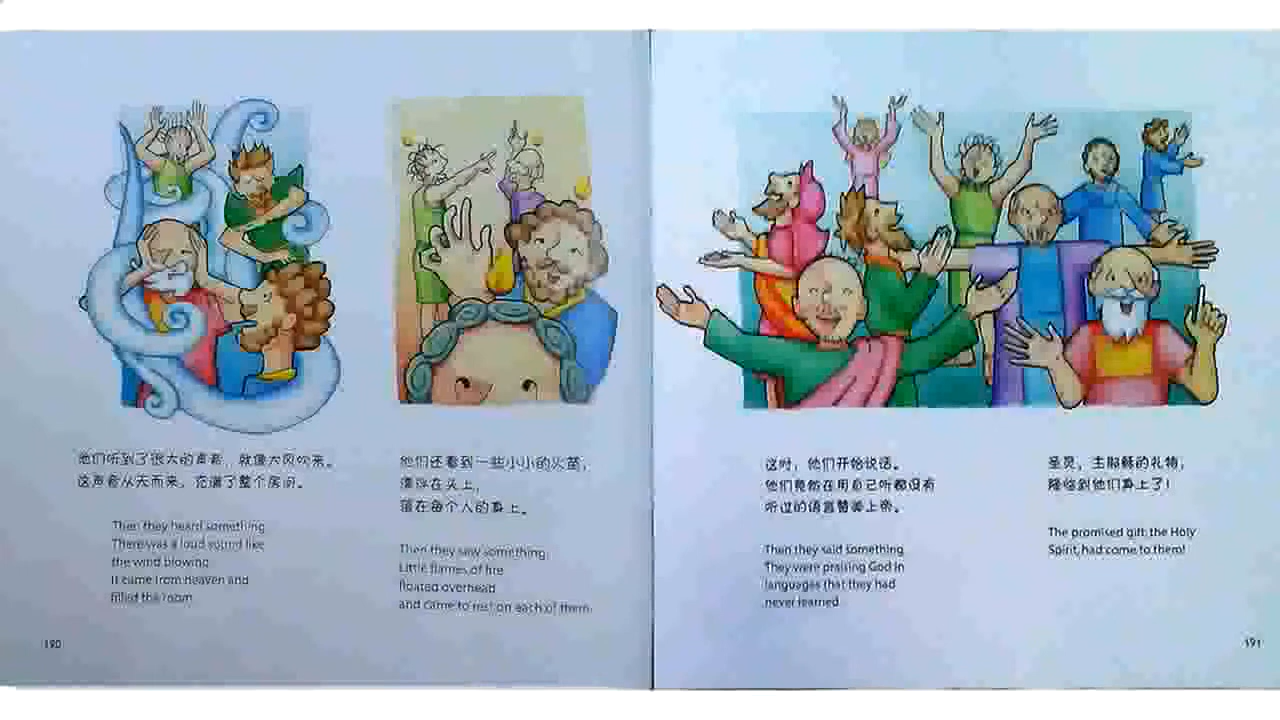 他们听到了很大的声音，就像大风吹来。
这声音从天而来，充满了整个房间。
Then they heard something.
There was a loud sound like
the wind blowing.
It came from heaven and
filled the room.
190
他们还看到一些小小的火苗，
漂浮在头上，
留在每个人的身上。
Then they saw something.
Little flames of fire
floated overhead
and came to rest on each of them.
这时，他们开始说话。
他们竟然在用自己听都没有
听过的语言赞美上帝。
Then they said something.
They were praising God in
languages that they had
never learned.
圣灵，主耶稣的礼物，
降临到他们身上了！
The promised gift, the Holy
Spirit, had come to them!
191